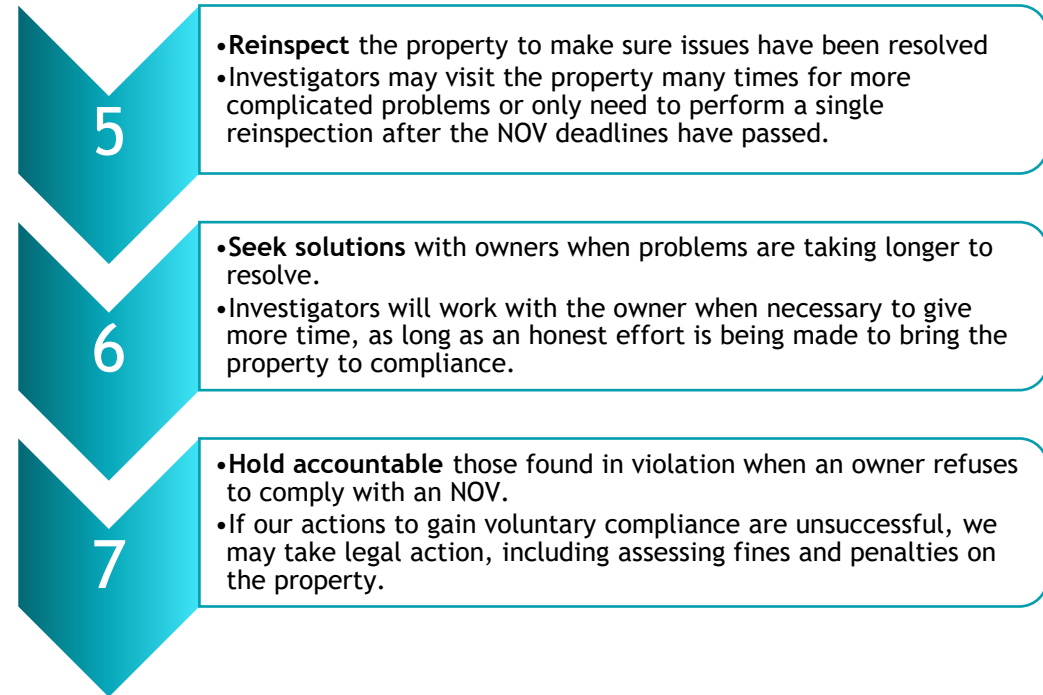 5
•Reinspect the property to make sure issues have been resolved
•Investigators may visit the property many times for more
complicated problems or only need to perform a single
reinspection after the NOV deadlines have passed.
6
•Seek solutions with owners when problems are taking longer to
resolve.
•Investigators will work with the owner when necessary to give
more time, as long as an honest effort is being made to bring the
property to compliance.
7
•Hold accountable those found in violation when an owner refuses
to comply with an NOV.
•If our actions to gain voluntary compliance are unsuccessful, we
may take legal action, including assessing fines and penalties on
the property.